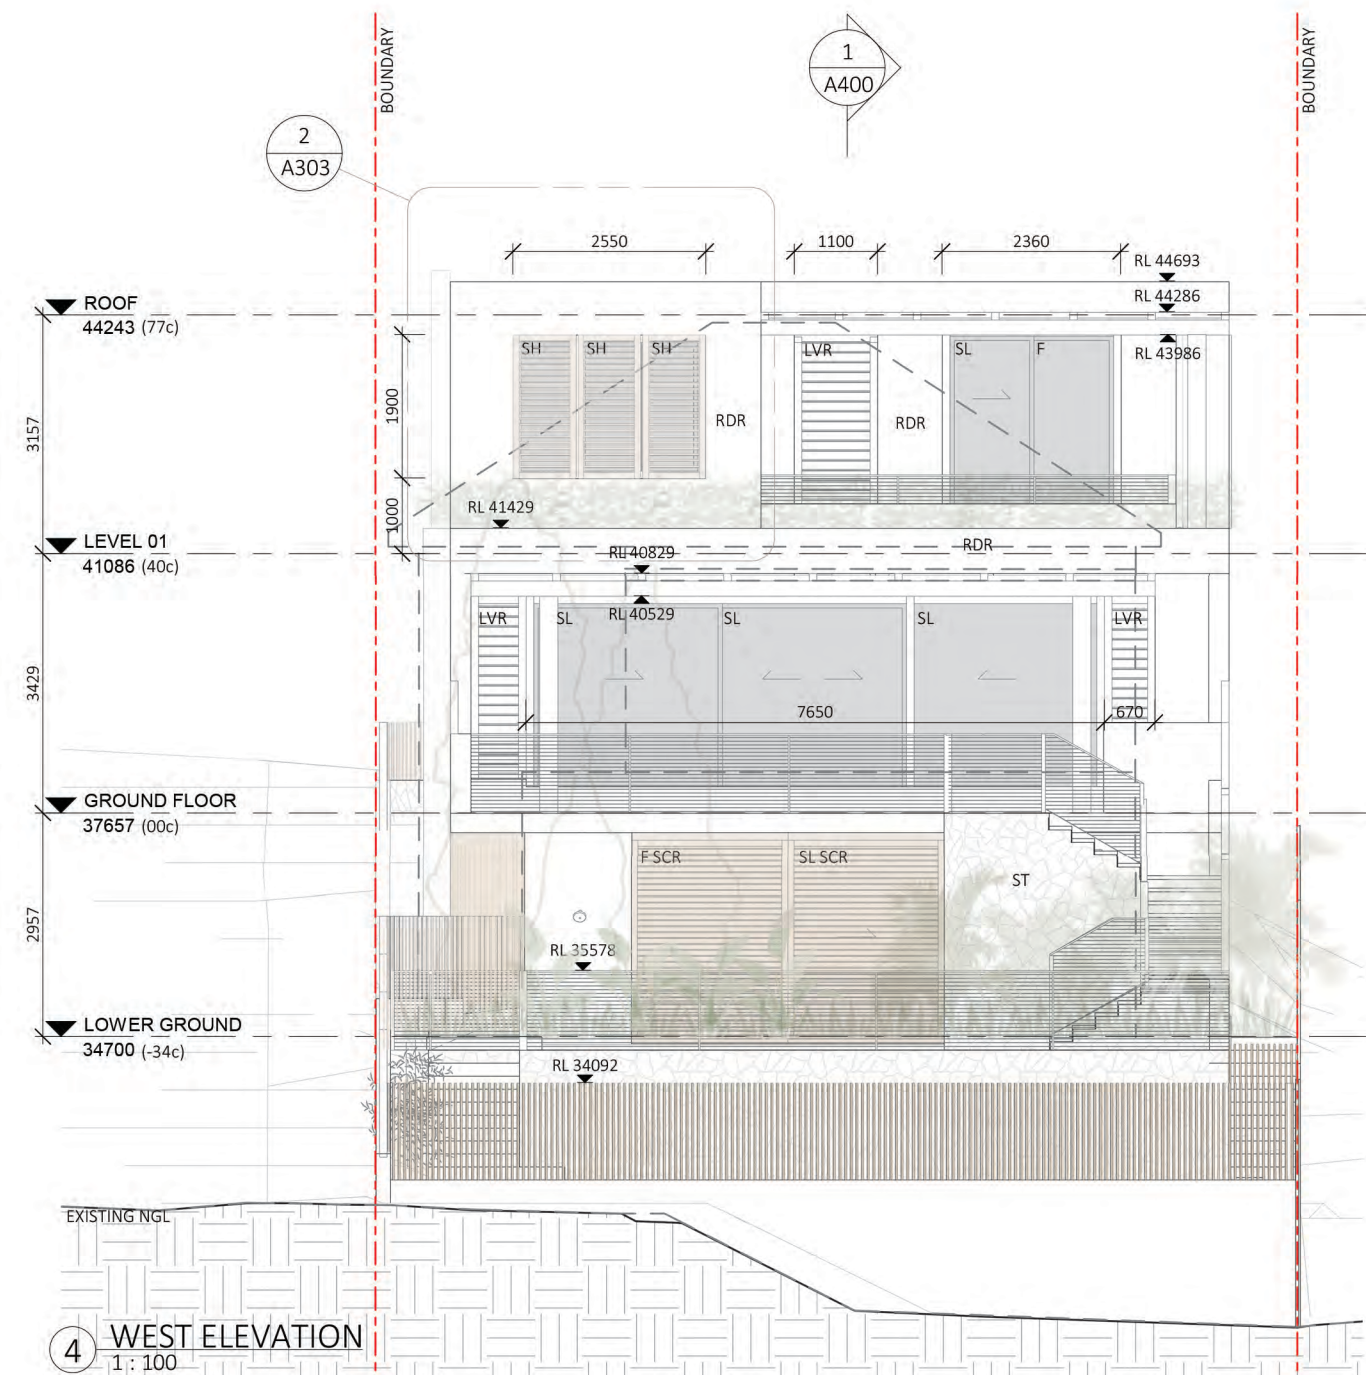 BOUNDARY
1
A400
BOUNDARY
2
A303
2550
1100
2360
RL 44693
ROOF
44243 (77c)
RL 44286
RL 43986
SH
SH
SH
LVR
SL
F
1900
3157
RDR
RDR
1000
RL 41429
LEVEL 01
41086 (40c)
RL 40829
RDR
RL 40529
LVR
SL
SL
SL
LVR
3429
7650
670
GROUND FLOOR
37657 (00c)
F SCR
SL SCR
ST
2957
RL 35578
LOWER GROUND
34700 (-34c)
RL 34092
EXISTING NGL
4
WEST ELEVATION
1 : 100